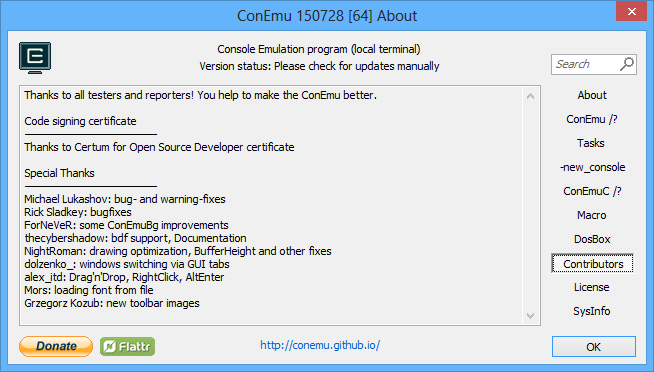 ConEmu 150728 [64] About
Console Emulation program (local terminal)
Version status: Please check for updates manually
Search
Thanks to all testers and reporters! You help to make the ConEmu better.
Code signing certificate
Thanks to Certum for Open Source Developer certificate
Special Thanks
Michael Lukashov: bug- and warning-fixes
Rick Sladkey: bugfixes
ForNeVeR: some ConEmuBg improvements
thecybershadow: bdf support, Documentation
NightRoman: drawing optimization, BufferHeight and other fixes
dolzenko_: windows switching via GUI tabs
alex_itd: Drag'n'Drop, RightClick, AltEnter
Mors: loading font from file
Grzegorz Kozub: new toolbar images
About
ConEmu /?
Tasks
-new_console
ConEmuC /?
Macro
DosBox
Contributors
License
SysInfo
Donate
Flattr
http://conemu.github.io/
OK